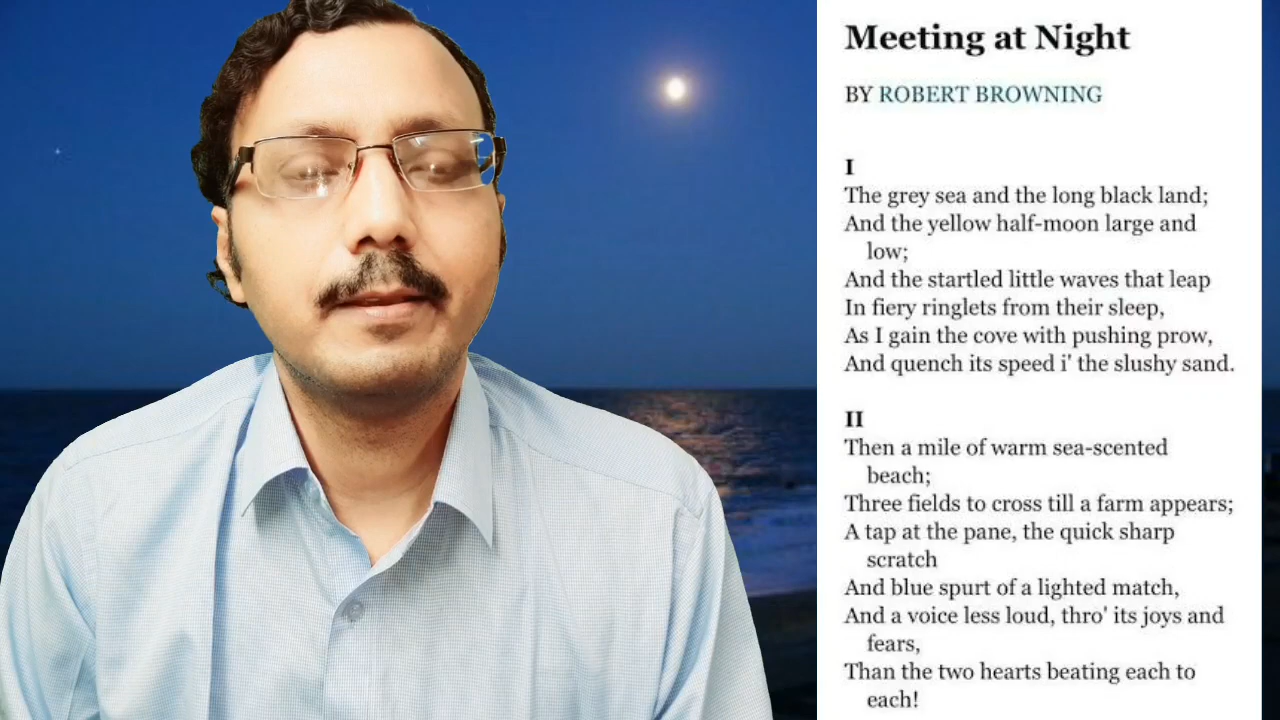 Meeting at Night
BY ROBERT BROWNING
I
The grey sea and the long black land;
And the yellow half-moon large and
low;
And the startled little waves that leap
In fiery ringlets from their sleep,
As I gain the cove with pushing prow,
And quench its speed i' the slushy sand.
II
Then a mile of warm sea-scented
beach;
Three fields to cross till a farm appears;
A tap at the pane, the quick sharp
scratch
And blue spurt of a lighted match,
And a voice less loud, thro' its joys and
fears,
Than the two hearts beating each to
each!